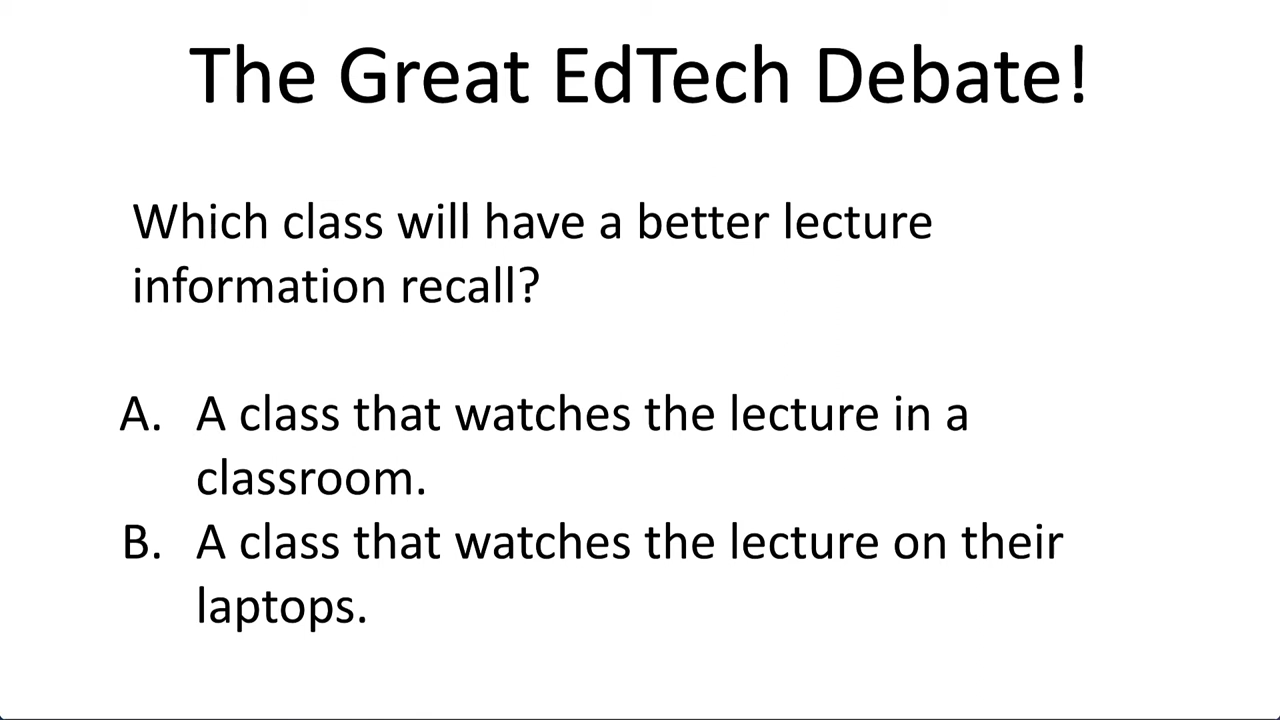 The Great EdTech Debate!
Which class will have a better lecture
information recall?
A. A class that watches the lecture in a
classroom.
B. A class that watches the lecture on their
laptops.